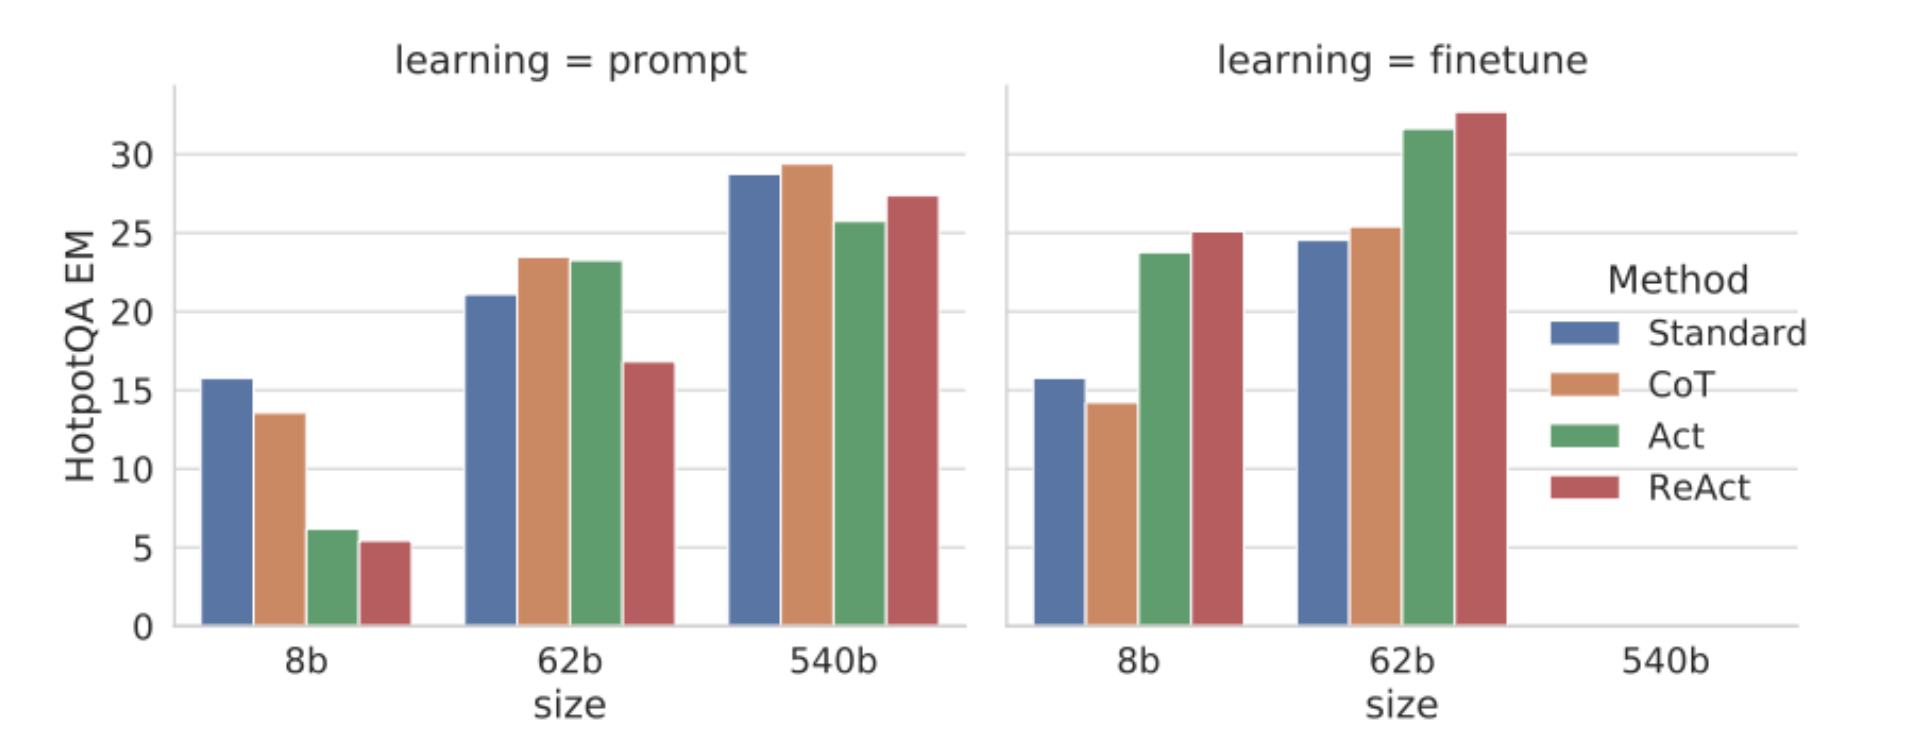 learning = prompt
learning = finetune
HotpotQA EM
30
25
20
15
10
5
0
8b
62b
540b
size
8b
62b
540b
size
Method
Standard
CoT
Act
ReAct